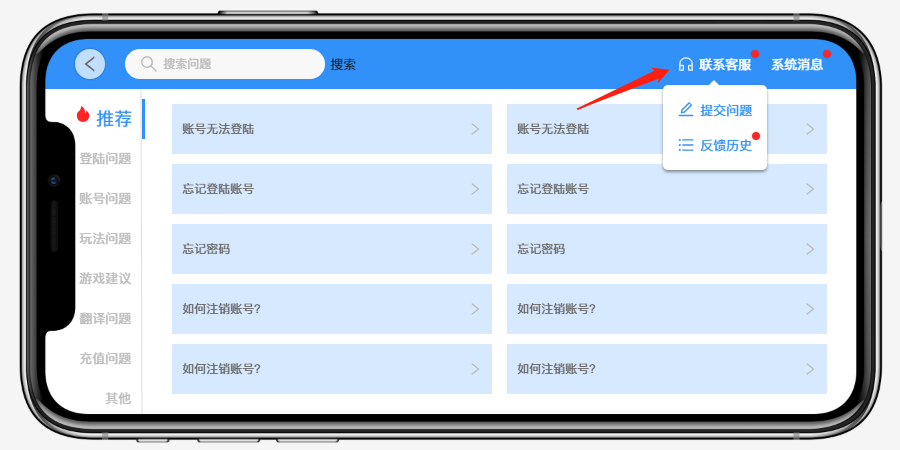 搜索问题
搜索
联系客服
系统消息
提交问题
反馈历史
推荐
登陆问题
账号问题
玩法问题
游戏建议
翻译问题
充值问题
其他
账号无法登陆
账号无法登陆
忘记登陆账号
忘记登陆账号
忘记密码
忘记密码
如何注销账号?
如何注销账号?
如何注销账号?
如何注销账号?